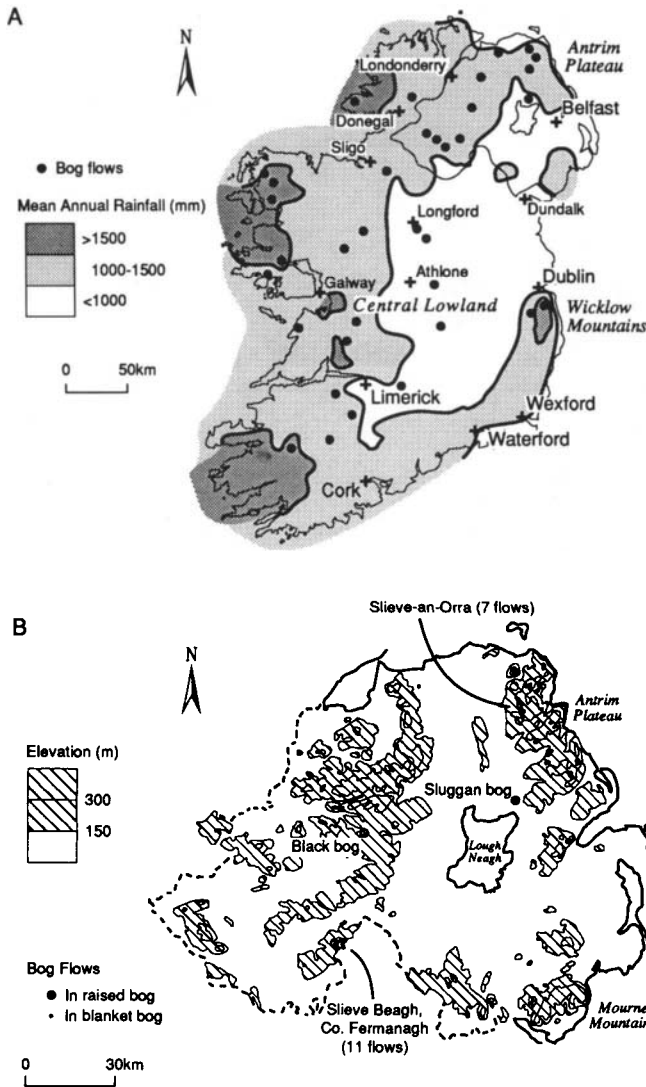 A
N
Londonderry
Antrim
Plateau
Belfast
Donegal
Sligo
Bog flows
Mean Annual Rainfall (mm)
>1500
1000-1500
<1000
0 50km
Longford
Dundalk
Athlone
Dublin
Galway
Central Lowland
Wicklow
Mountains
Limerick
Wexford
Waterford
Cork
Slieve-an-Orra (7 flows)
B
N
Antrim
Plateau
Elevation (m)
300
150
Sluggan bog
Black bog
Lough
Neagh
Bog Flows
In raised bog
In blanket bog
Slieve Beagh,
Co. Fermanagh
(11 flows)
Mourne
Mountain
0 30km